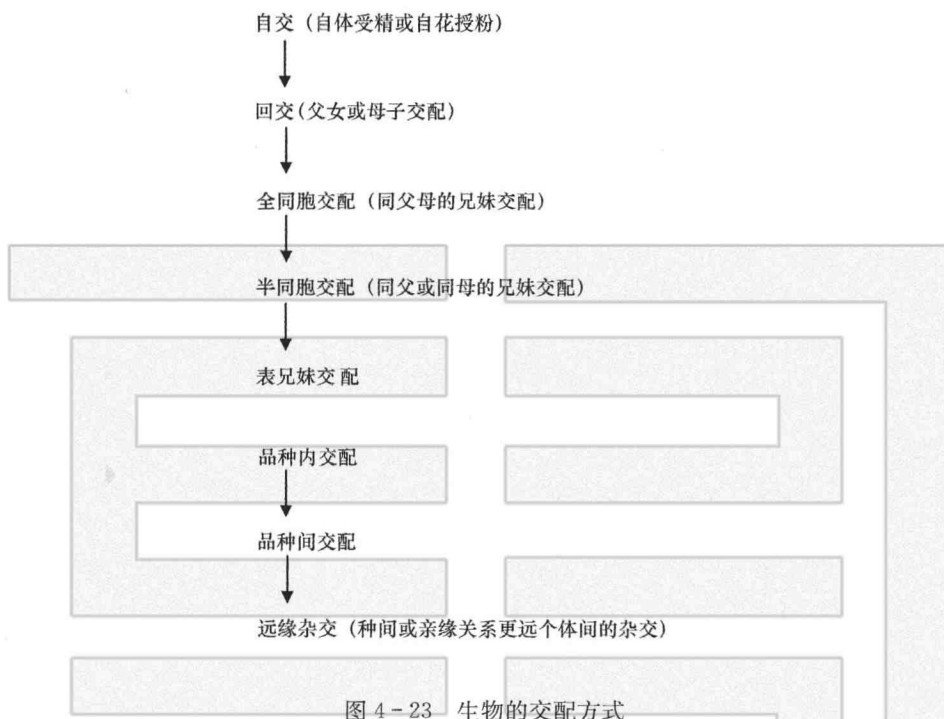 自交（自体受精或自花授粉）
回交(父女或母子交配)
全同胞交配（同父母的兄妹交配）
半同胞交配（同父或同母的兄妹交配）
表兄妹交配
品种内交配
品种间交配
远缘杂交（种间或亲缘关系更远个体间的杂交）
图 4-23 生物的交配方式